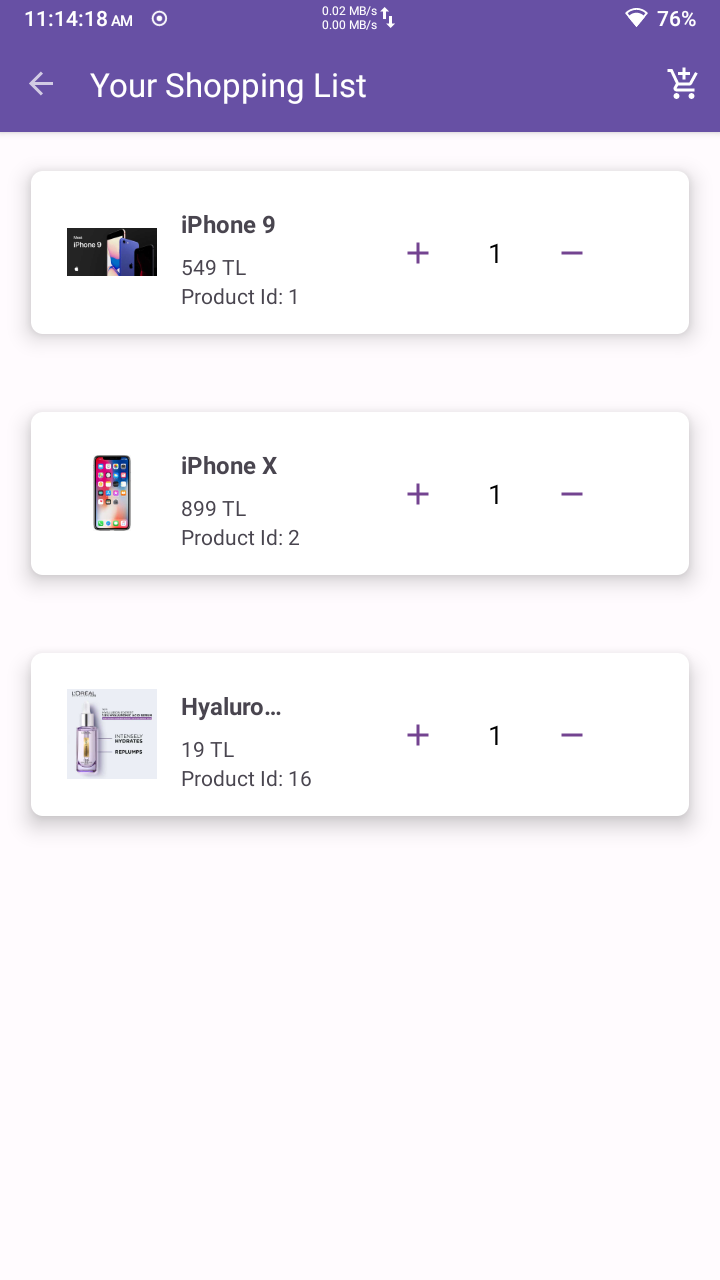 11:14:18 AM
0.02 MB/s
0.00 MB/s
76%
Your Shopping List
iPhone 9
iPhone 9
549 TL
Product Id: 1
1
iPhone X
899 TL
Product Id: 2
1
L'ORÉAL
INTENSELY
HYDRATES
REPLUMPS
Hyaluro...
19 TL
Product Id: 16
1